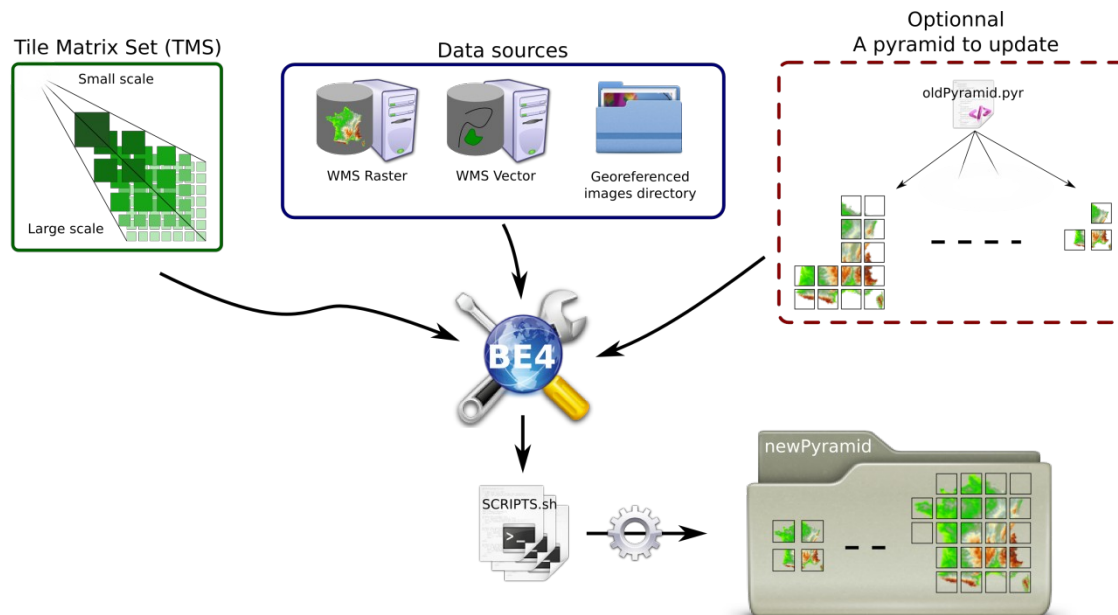 Tile Matrix Set (TMS)
Small scale
Large scale
Data sources
WMS Raster
WMS Vector
Georeferenced
images directory
Optionnal
A pyramid to update
oldPyramid.pyr
BE4
SCRIPTS.sh
>_
newPyramid